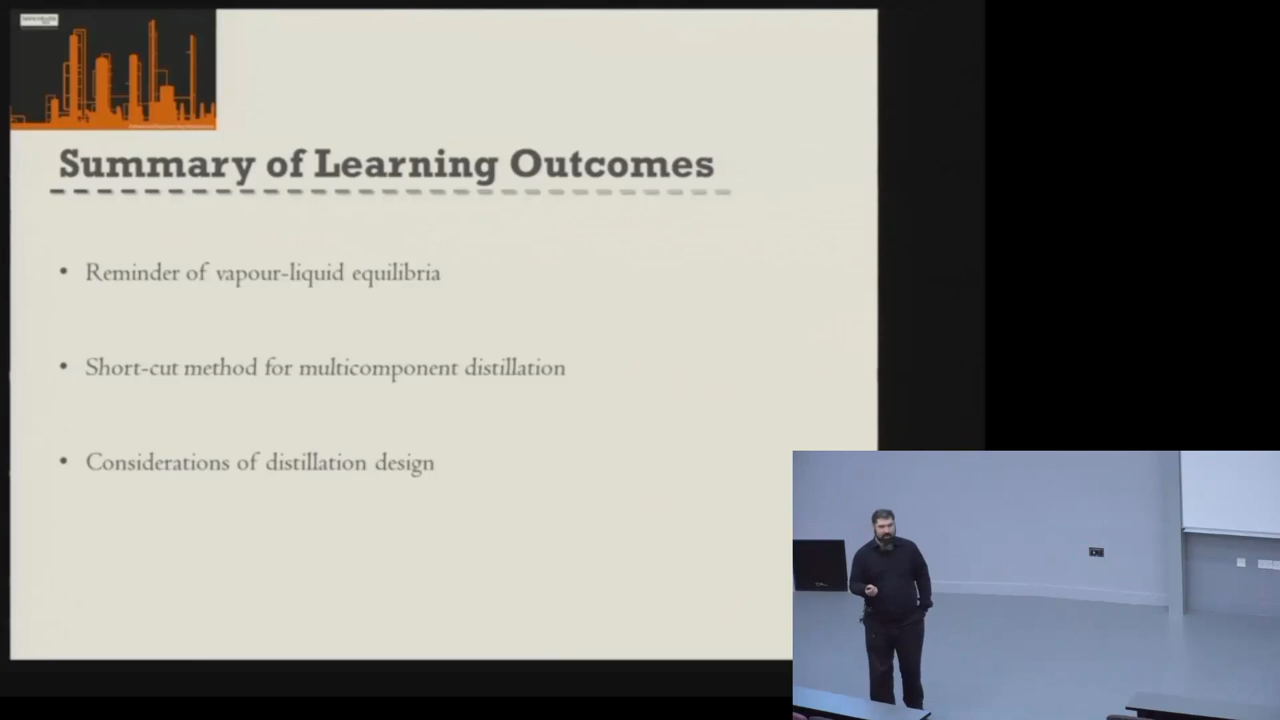 Summary of Learning Outcomes
• Reminder of vapour-liquid equilibria
• Short-cut method for multicomponent distillation
• Considerations of distillation design